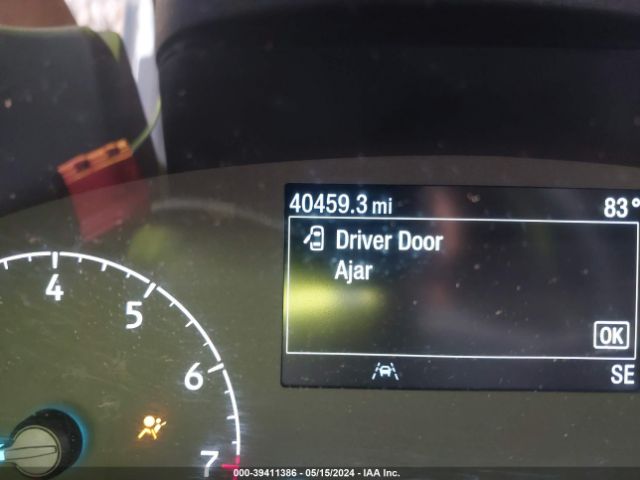 40459.3 mi 83°
Driver Door
Ajar
OK
SE
4
5
6
7
000-39411386 - 05/15/2024 - IAA Inc.